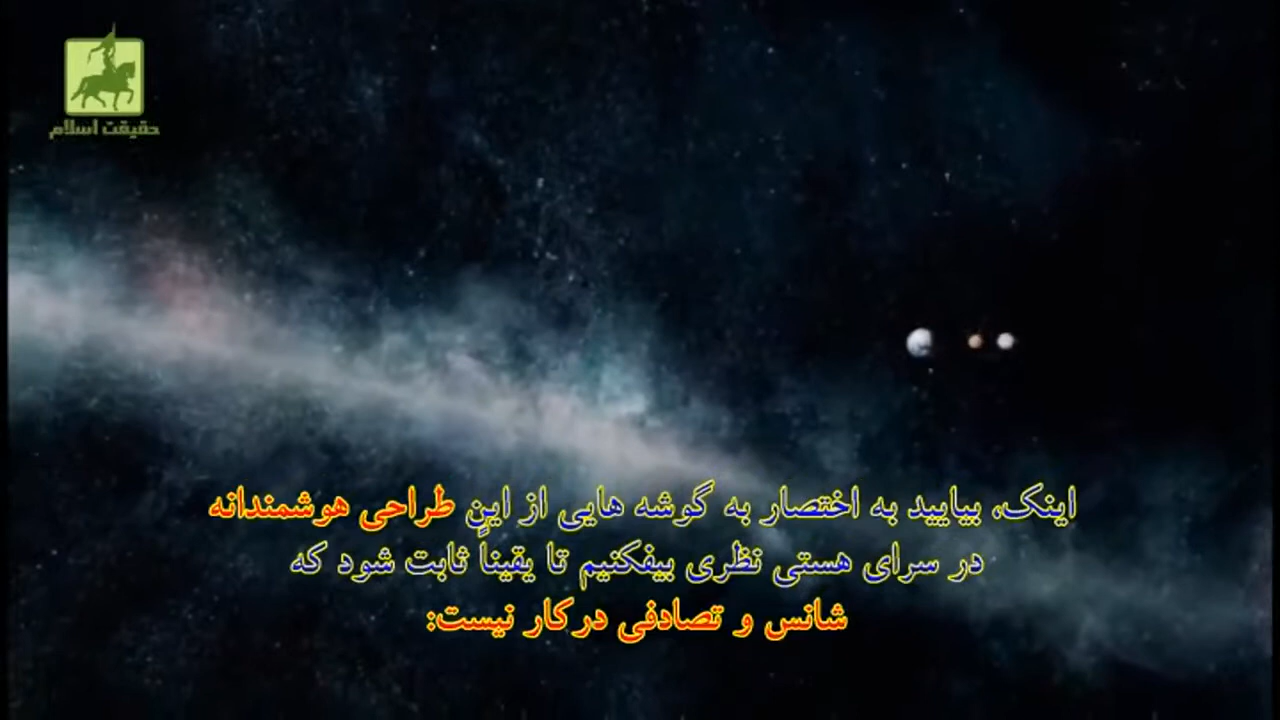 حقیقت اسلام
اینک، بیایید به اختصار به گوشه هایی از این طراحی هوشمندانه
در سرای هستی نظری بیفکنیم تا یقیناً ثابت شود که
شانس و تصادفی درکار نیست: